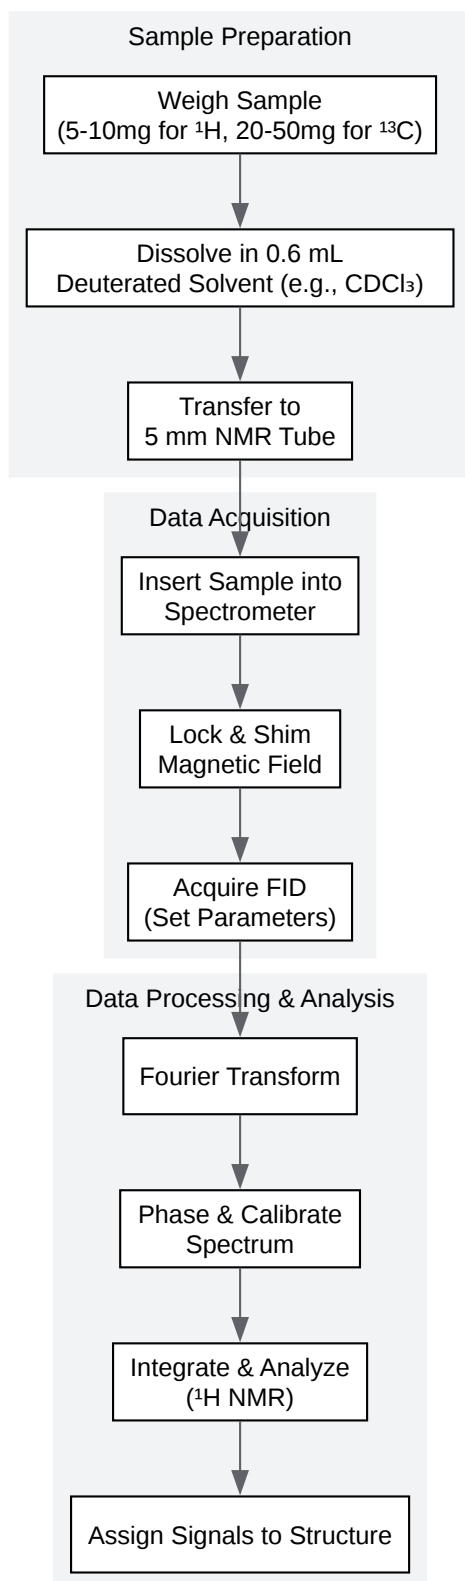 Sample Preparation
Weigh Sample
(5-10mg for ¹H, 20-50mg for ¹³C)
Dissolve in 0.6 mL
Deuterated Solvent (e.g., CDCl₃)
Transfer to
5 mm NMR Tube
Data Acquisition
Insert Sample into
Spectrometer
Lock & Shim
Magnetic Field
Acquire FID
(Set Parameters)
Data Processing & Analysis
Fourier Transform
Phase & Calibrate
Spectrum
Integrate & Analyze
(¹H NMR)
Assign Signals to Structure